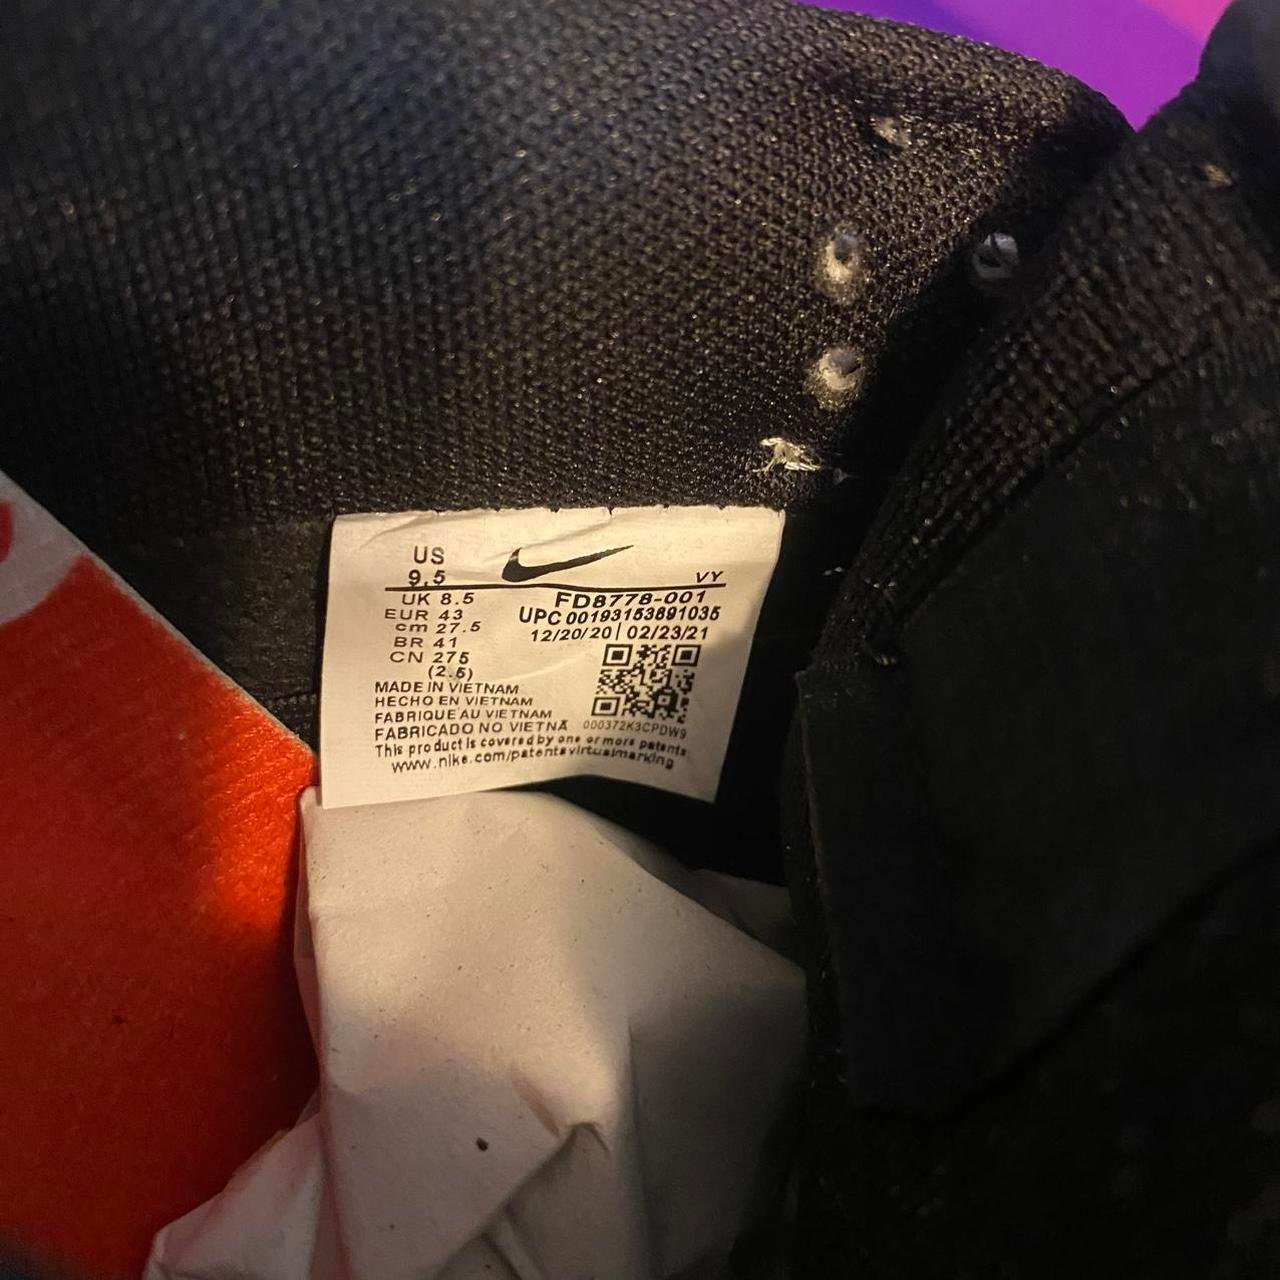 US
9.5
VY
UK 8.5
EUR 43
cm 27.5
BR 41
CN 275
(2.5)
FD8778-001
UPC 00193153891035
12/20/20 | 02/23/21
MADE IN VIETNAM
HECHO EN VIETNAM
FABRIQUE AU VIETNAM
FABRICADO NO VIETNÃ
000372K3CPDW9
This product is covered by one or more patents
www.nike.com/patentsvirtualmarking